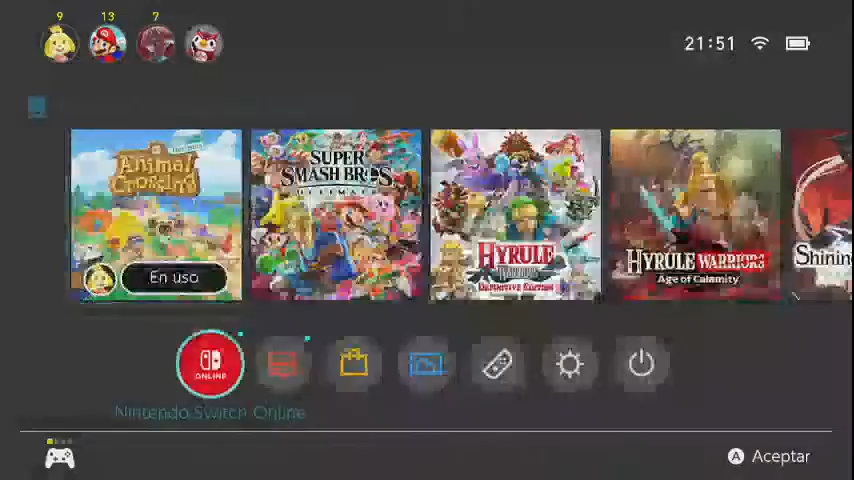 9 13 7
21:51
Animal Crossing
En uso
SUPER SMASH BROS.
ULTIMATE
HYRULE
WARRIORS
DEFINITIVE EDITION
HYRULE WARRIORS
Age of Calamity
Shinin
ONLINE
Nintendo Switch Online
A Aceptar